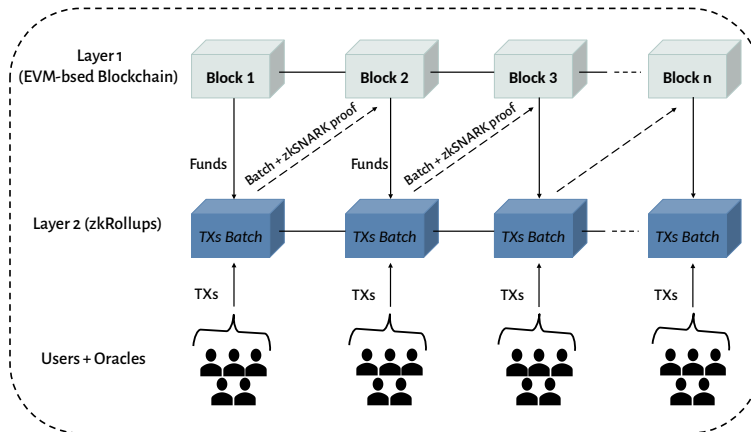 Layer 1
(EVM-bsed Blockchain)
Block 1
Block 2
Block 3
Block n
Batch + zkSNARK proof
Batch + zkSNARK proof
Funds
Funds
Layer 2 (zkRollups)
TXs Batch
TXs Batch
TXs Batch
TXs Batch
TXs
TXs
TXs
TXs
Users + Oracles